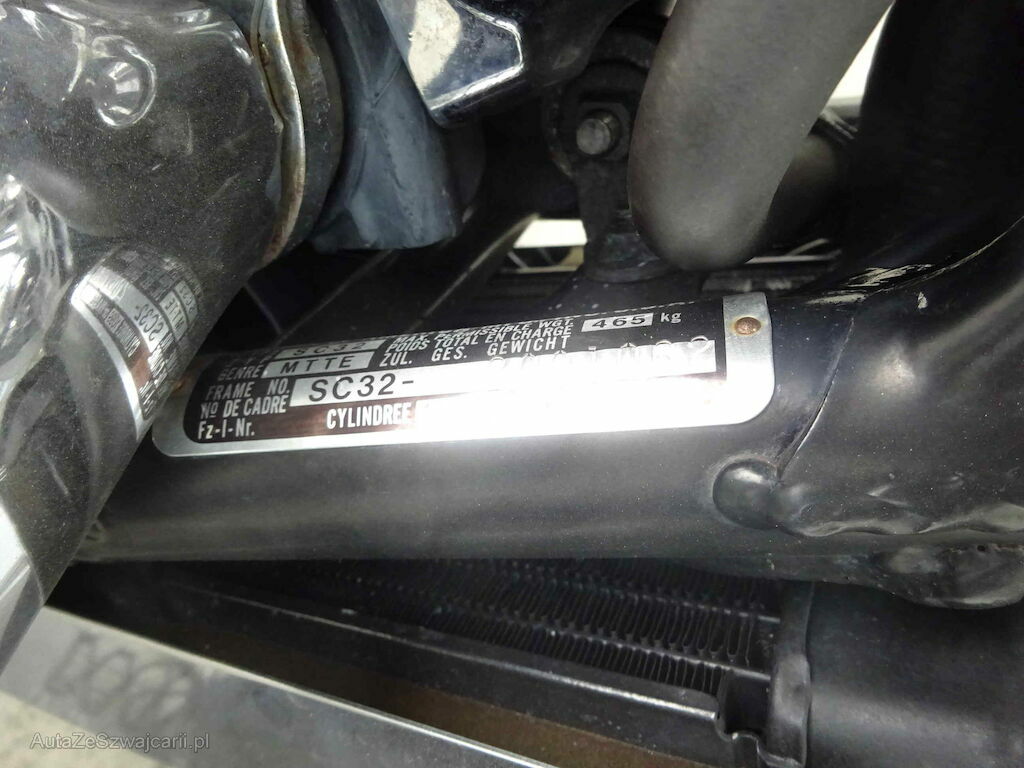 SC32
MAX PERMISSIBLE WGT.
GENRE MTTE POIDS TOTAL EN CHARGE 465 kg
ZUL. GES. GEWICHT
FRAME NO.
Nº DE CADRE SC32-
Fz-I-Nr. CYLINDREE
AutaZeSzwajcarii.pl